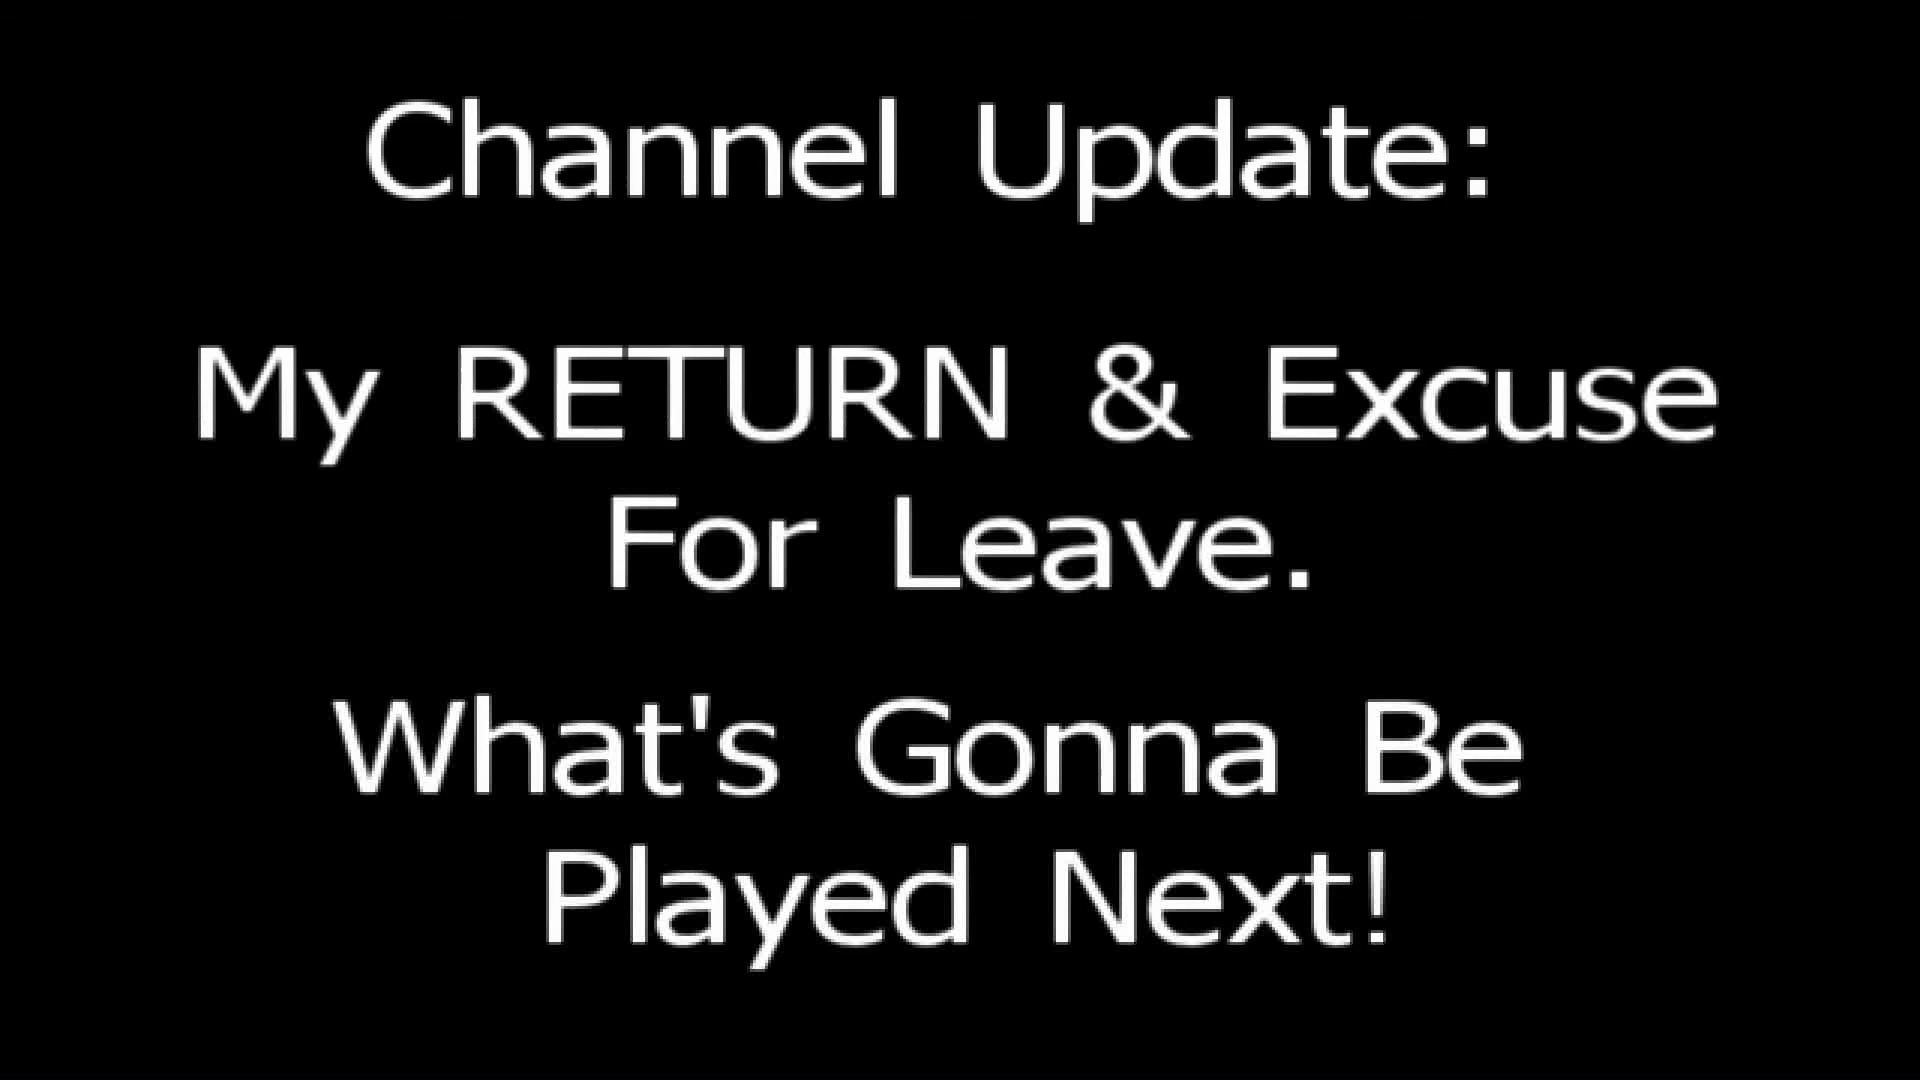 Channel Update:
My RETURN & Excuse
For Leave.
What's Gonna Be
Played Next!